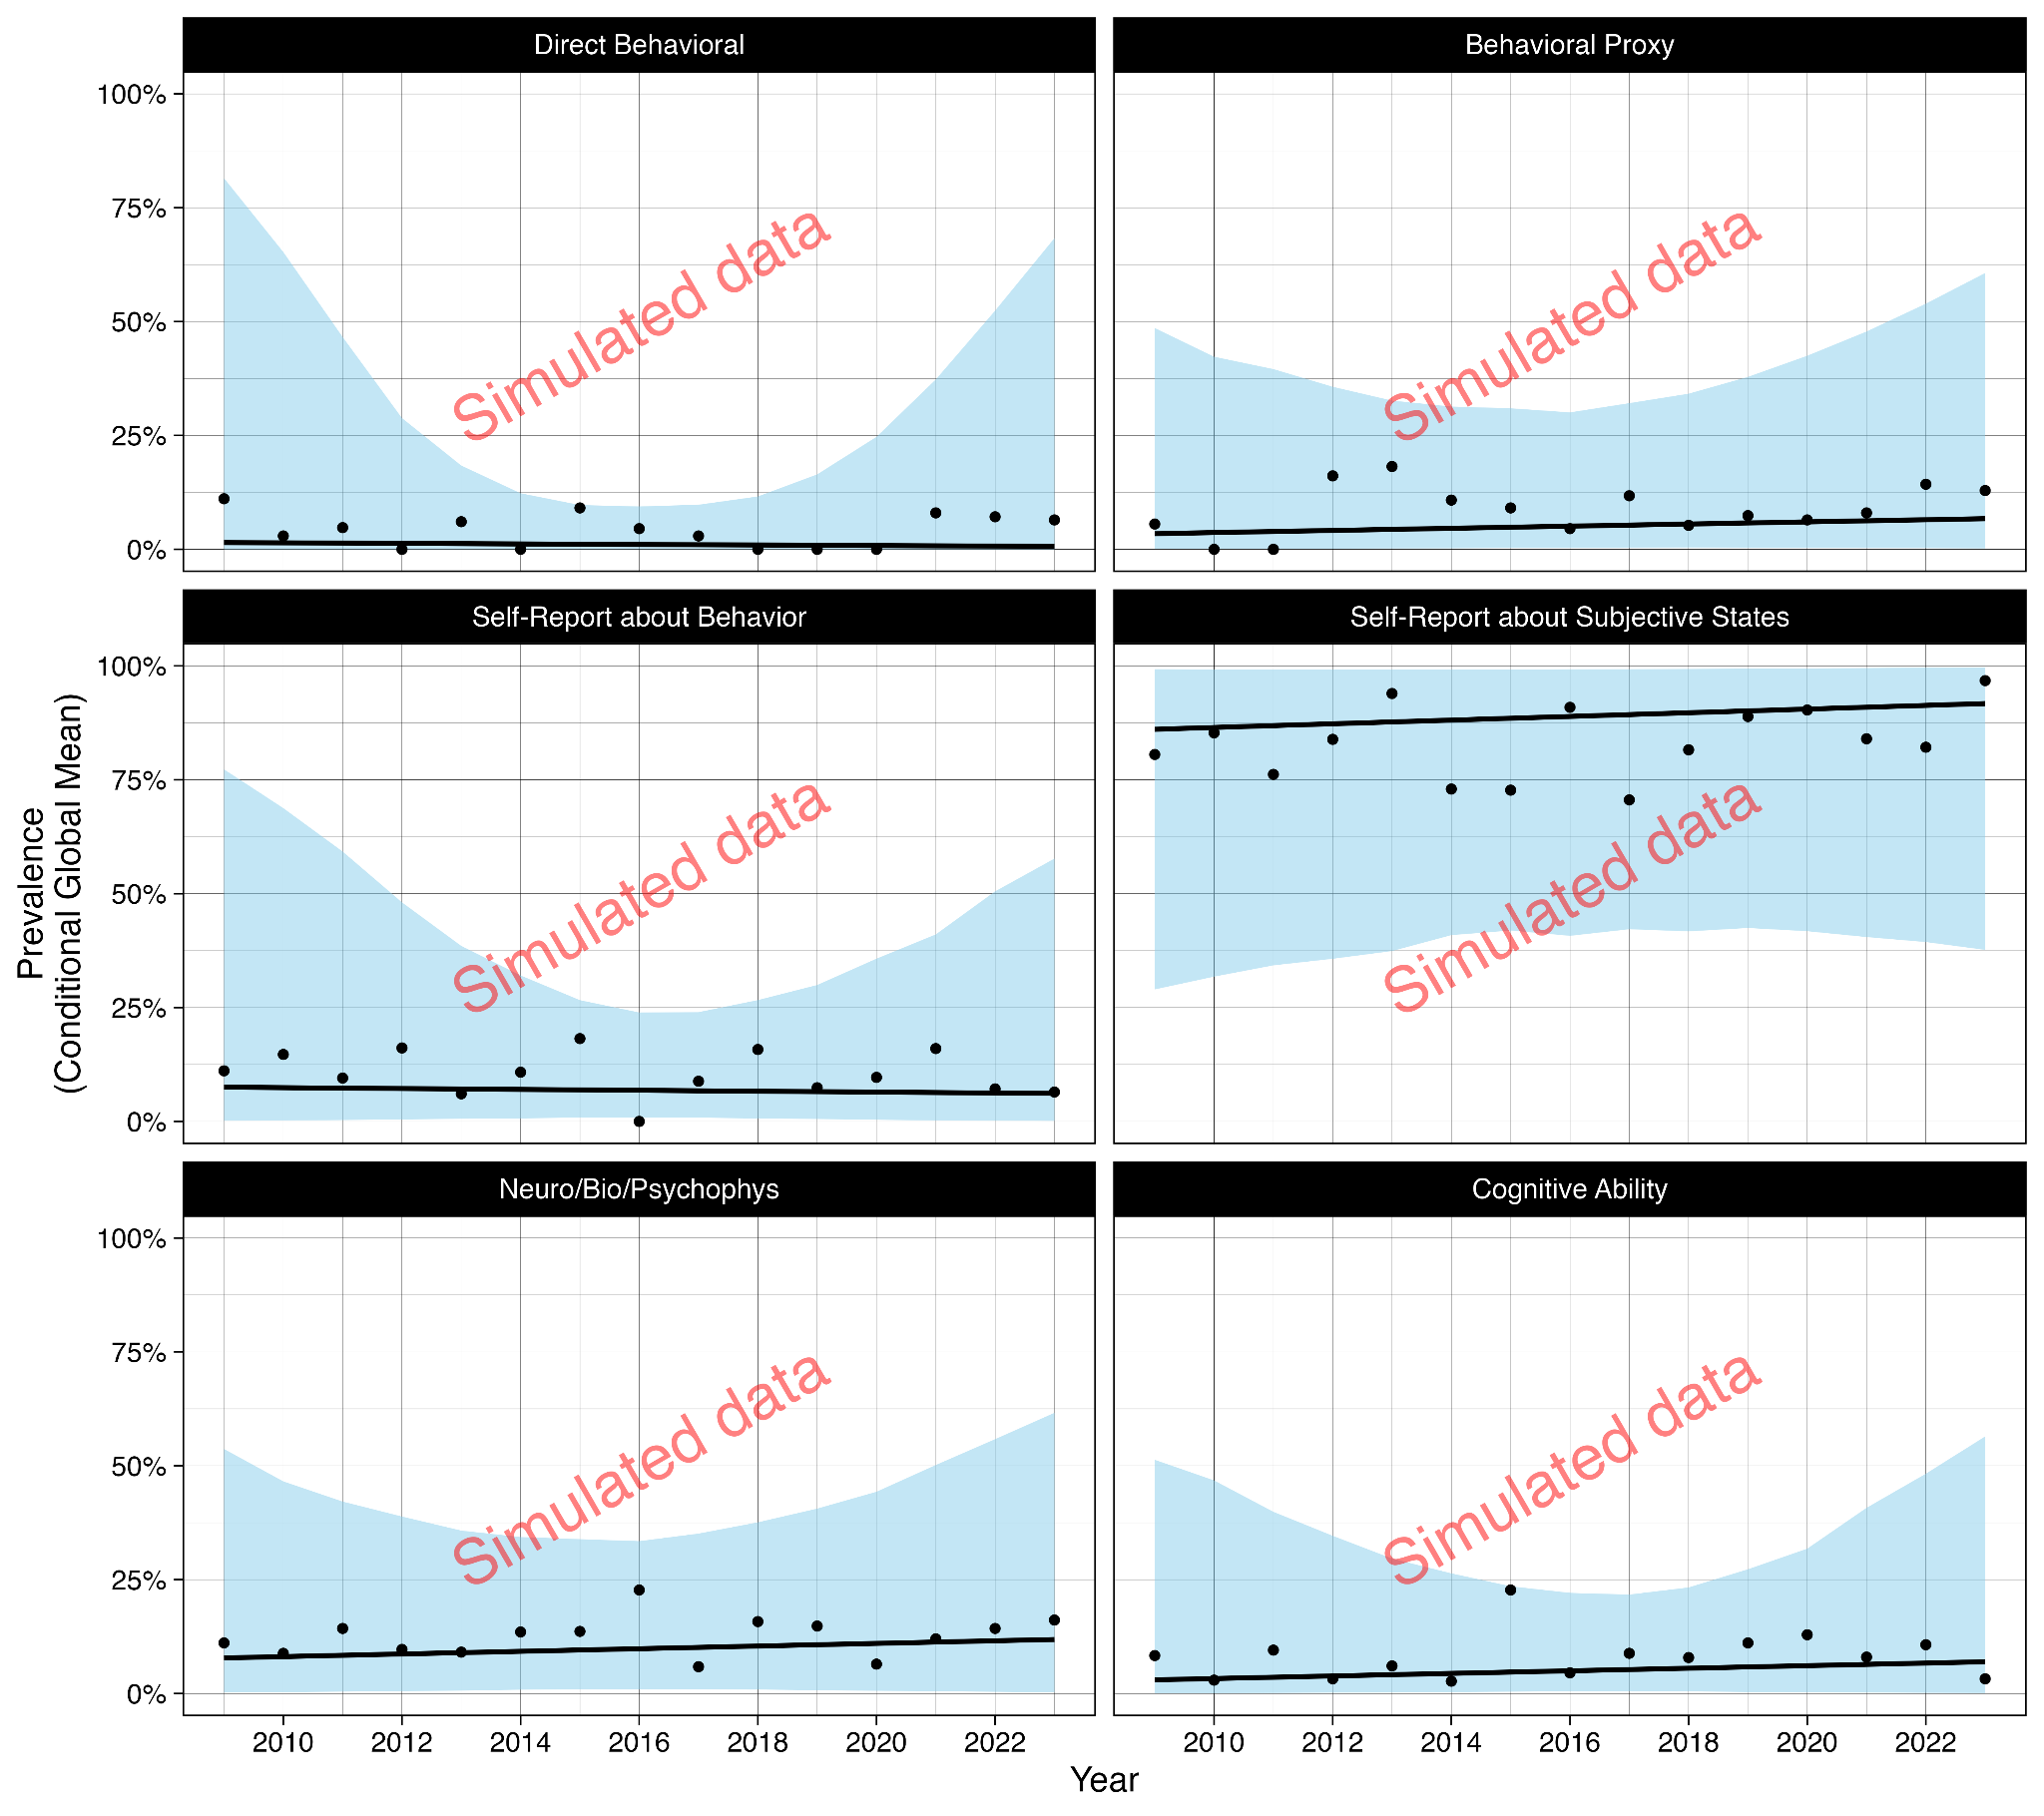 Direct Behavioral
Behavioral Proxy
100%
75%
50%
25%
0%
Simulated data
Simulated data
Self-Report about Behavior
Self-Report about Subjective States
100%
75%
50%
25%
0%
Simulated data
Simulated data
Prevalence
(Conditional Global Mean)
Neuro/Bio/Psychophys
Cognitive Ability
100%
75%
50%
25%
0%
Simulated data
Simulated data
2010 2012 2014 2016 2018 2020 2022
2010 2012 2014 2016 2018 2020 2022
Year